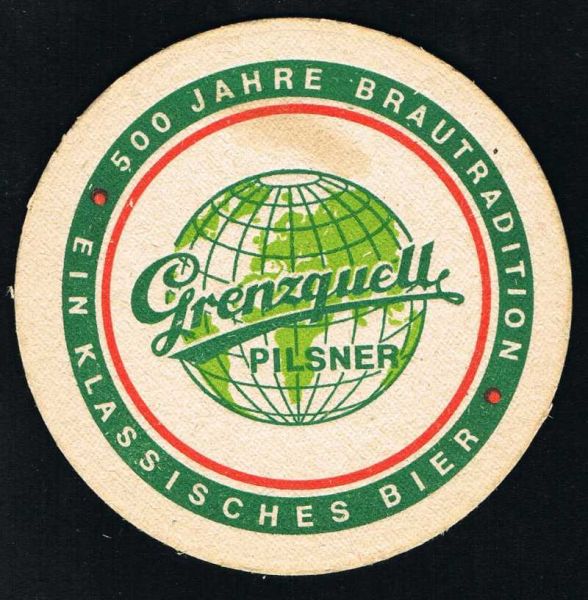 500 JAHRE BRAUTRADITION
Grenzquell
PILSNER
EIN KLASSISCHES BIER